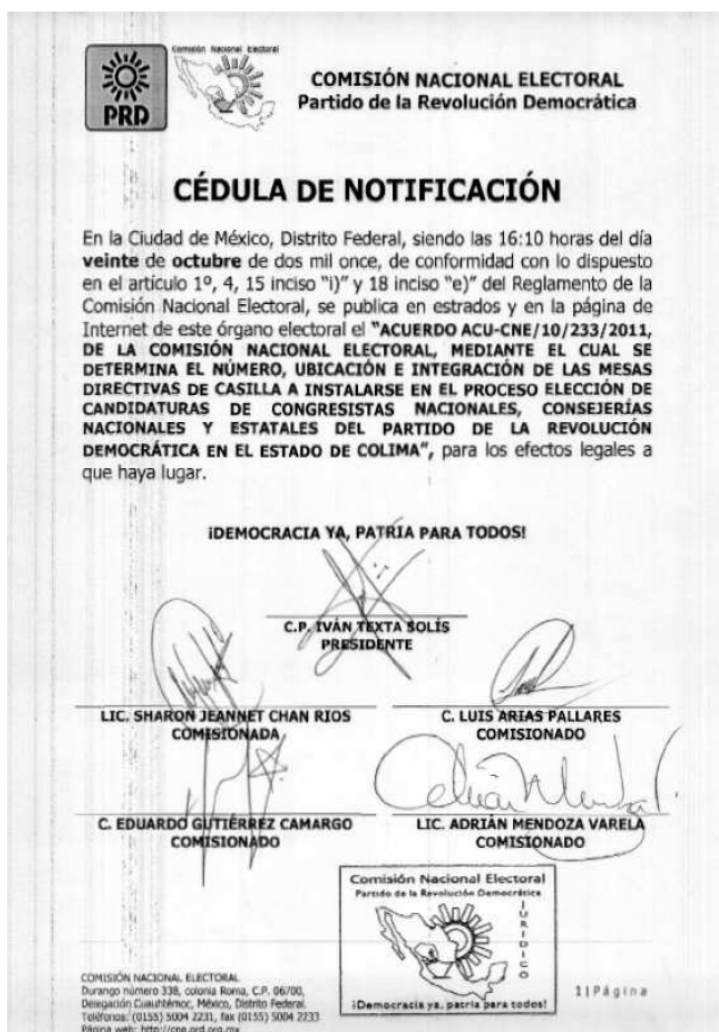 Comisión Nacional Electoral
PRD
COMISIÓN NACIONAL ELECTORAL
Partido de la Revolución Democrática
CÉDULA DE NOTIFICACIÓN
En la Ciudad de México, Distrito Federal, siendo las 16:10 horas del día
veinte de octubre de dos mil once, de conformidad con lo dispuesto
en el artículo 1º, 4, 15 inciso "i)" y 18 inciso "e)" del Reglamento de la
Comisión Nacional Electoral, se publica en estrados y en la página de
Internet de este órgano electoral el "ACUERDO ACU-CNE/10/233/2011,
DE LA COMISIÓN NACIONAL ELECTORAL, MEDIANTE EL CUAL SE
DETERMINA EL NÚMERO, UBICACIÓN E INTEGRACIÓN DE LAS MESAS
DIRECTIVAS DE CASILLA A INSTALARSE EN EL PROCESO ELECCIÓN DE
CANDIDATURAS DE CONGRESISTAS NACIONALES, CONSEJERÍAS
NACIONALES Y ESTATALES DEL PARTIDO DE LA REVOLUCIÓN
DEMOCRÁTICA EN EL ESTADO DE COLIMA", para los efectos legales a
que haya lugar.
¡DEMOCRACIA YA, PATRIA PARA TODOS!
C.P. IVÁN TEXTA SOLÍS
PRESIDENTE
LIC. SHARON JEANNET CHAN RIOS
COMISIONADA
C. LUIS ARIAS PALLARES
COMISIONADO
C. EDUARDO GUTIÉRREZ CAMARGO
COMISIONADO
LIC. ADRIÁN MENDOZA VARELA
COMISIONADO
Comisión Nacional Electoral
Partido de la Revolución Democrática
JURIDICO
¡Democracia ya, patria para todos!
COMISIÓN NACIONAL ELECTORAL
Durango número 338, colonia Roma, C.P. 06700,
Delegación Cuauhtémoc, México, Distrito Federal.
Teléfonos: (0155) 5004 2231, fax (0155) 5004 2233
Página web: http://cne.prd.org.mx
1|Página